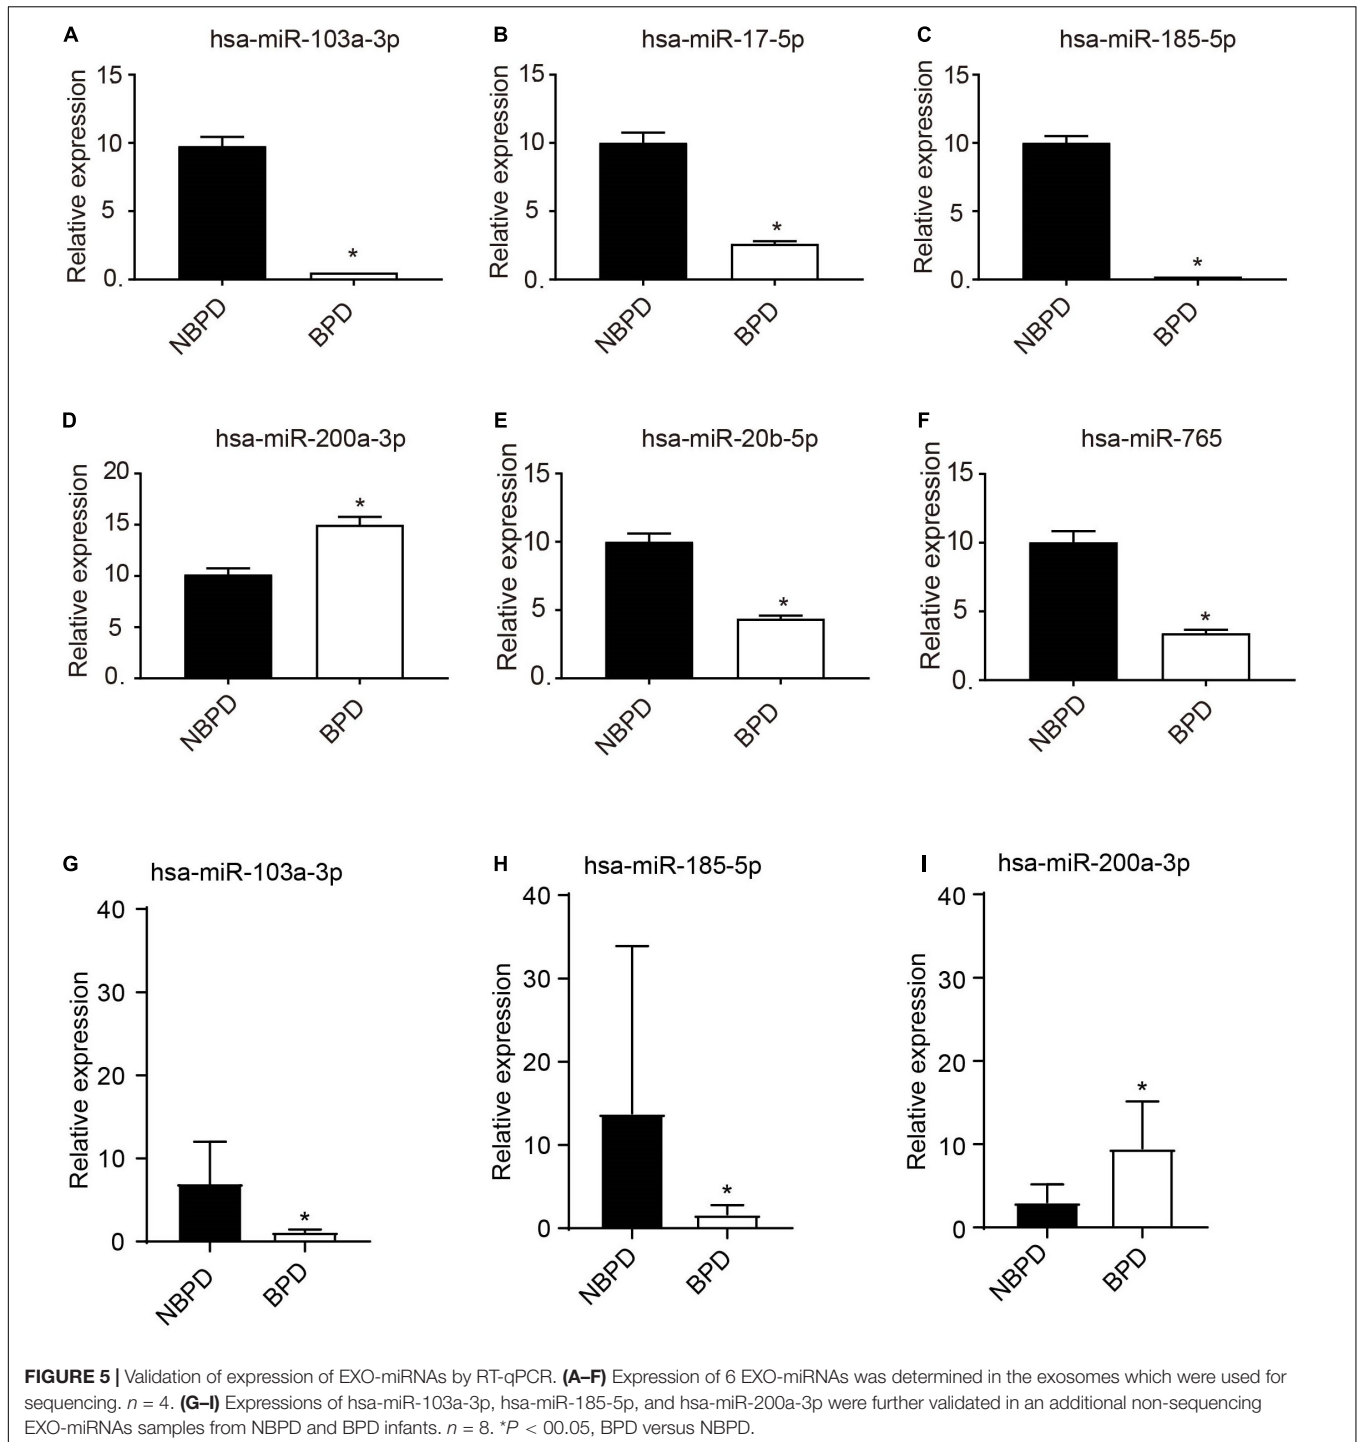 A hsa-miR-103a-3p
Relative expression
15
10
5
0.
*
NBPD
BPD
B hsa-miR-17-5p
Relative expression
15
10
5
0.
*
NBPD
BPD
C hsa-miR-185-5p
Relative expression
15
10
5
0.
*
NBPD
BPD
D hsa-miR-200a-3p
Relative expression
20
15
10
5
0.
*
NBPD
BPD
E hsa-miR-20b-5p
Relative expression
15
10
5
0.
*
NBPD
BPD
F hsa-miR-765
Relative expression
15
10
5
0.
*
NBPD
BPD
G hsa-miR-103a-3p
Relative expression
40
30
20
10
0
*
NBPD
BPD
H hsa-miR-185-5p
Relative expression
40
30
20
10
0
*
NBPD
BPD
I hsa-miR-200a-3p
Relative expression
40
30
20
10
0
*
NBPD
BPD
FIGURE 5 | Validation of expression of EXO-miRNAs by RT-qPCR. (A–F) Expression of 6 EXO-miRNAs was determined in the exosomes which were used for
sequencing. n = 4. (G–I) Expressions of hsa-miR-103a-3p, hsa-miR-185-5p, and hsa-miR-200a-3p were further validated in an additional non-sequencing
EXO-miRNAs samples from NBPD and BPD infants. n = 8. *P < 00.05, BPD versus NBPD.